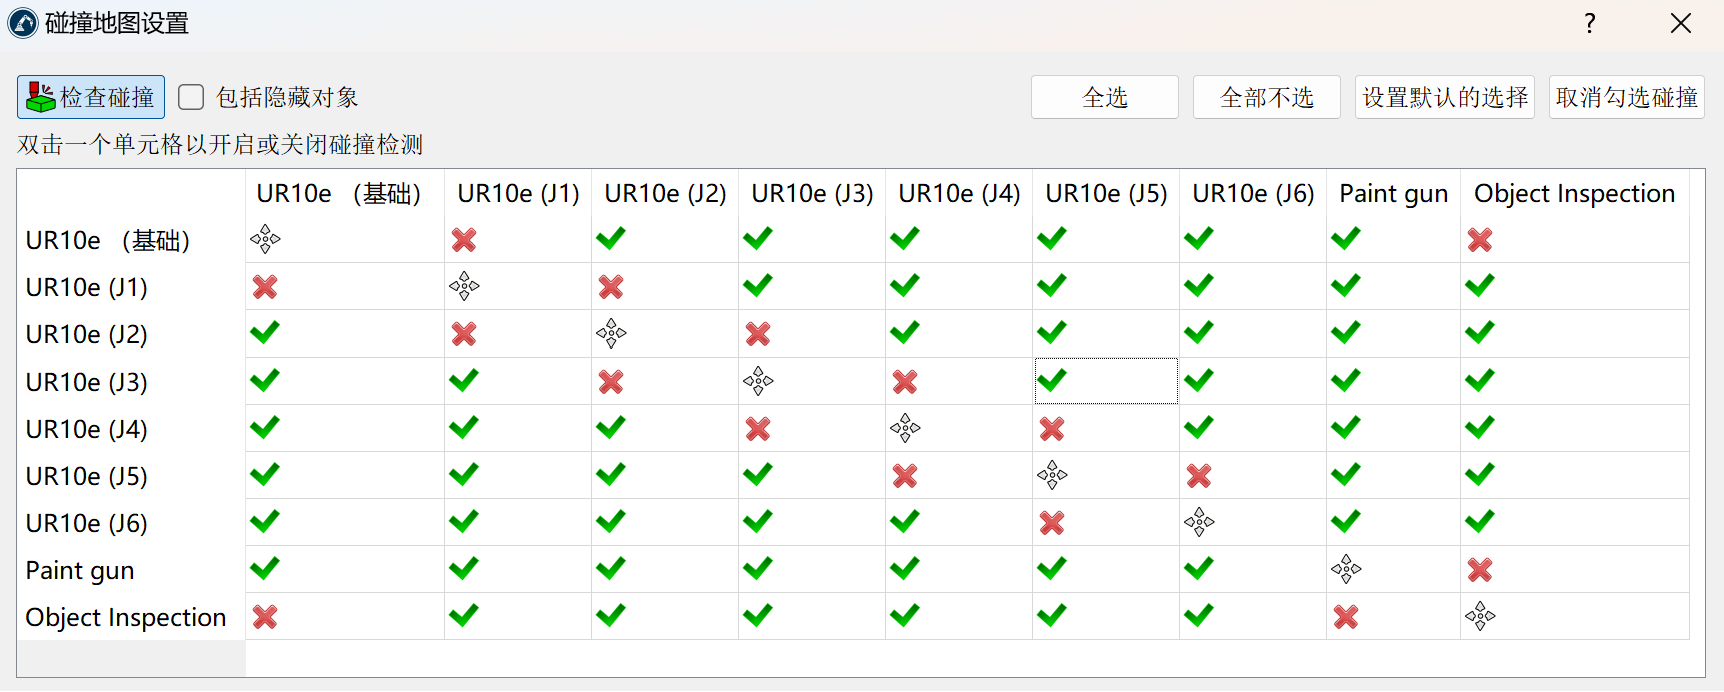 碰撞地图设置 ?
检查碰撞 包括隐藏对象 全选 全部不选 设置默认的选择 取消勾选碰撞
双击一个单元格以开启或关闭碰撞检测
UR10e （基础） UR10e (J1) UR10e (J2) UR10e (J3) UR10e (J4) UR10e (J5) UR10e (J6) Paint gun Object Inspection
UR10e （基础）
UR10e (J1)
UR10e (J2)
UR10e (J3)
UR10e (J4)
UR10e (J5)
UR10e (J6)
Paint gun
Object Inspection